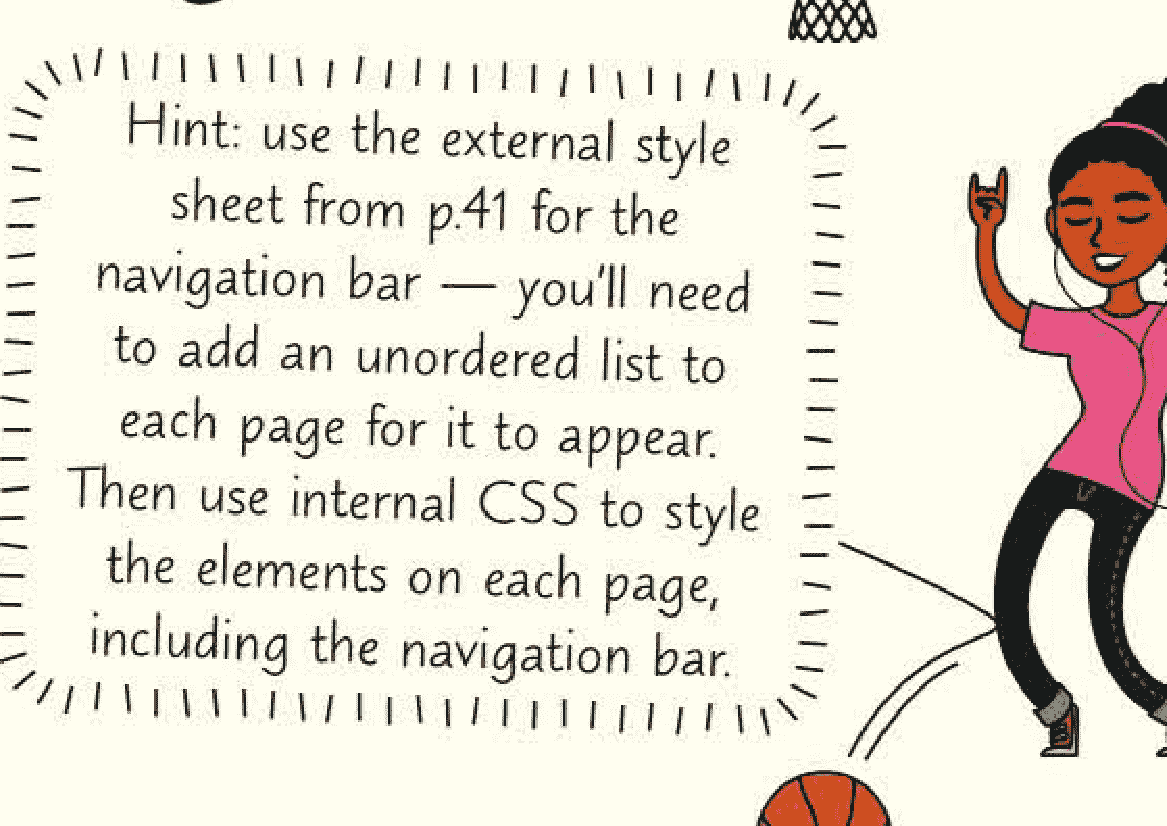 Hint: use the external style
sheet from p.41 for the
navigation bar — you'll need
to add an unordered list to
each page for it to appear.
Then use internal CSS to style
the elements on each page,
including the navigation bar.